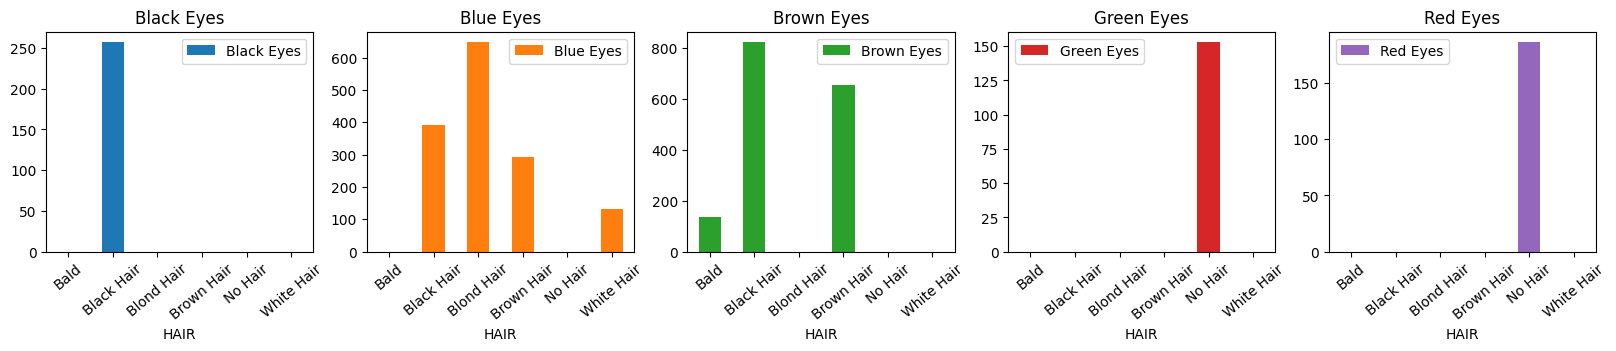 Black Eyes
250
200
150
100
50
0
Black Eyes
Bald
Black Hair
Blond Hair
Brown Hair
No Hair
White Hair
HAIR
Blue Eyes
600
500
400
300
200
100
0
Blue Eyes
Bald
Black Hair
Blond Hair
Brown Hair
No Hair
White Hair
HAIR
Brown Eyes
800
600
400
200
0
Brown Eyes
Bald
Black Hair
Blond Hair
Brown Hair
No Hair
White Hair
HAIR
Green Eyes
150
125
100
75
50
25
0
Green Eyes
Bald
Black Hair
Blond Hair
Brown Hair
No Hair
White Hair
HAIR
Red Eyes
150
100
50
0
Red Eyes
Bald
Black Hair
Blond Hair
Brown Hair
No Hair
White Hair
HAIR